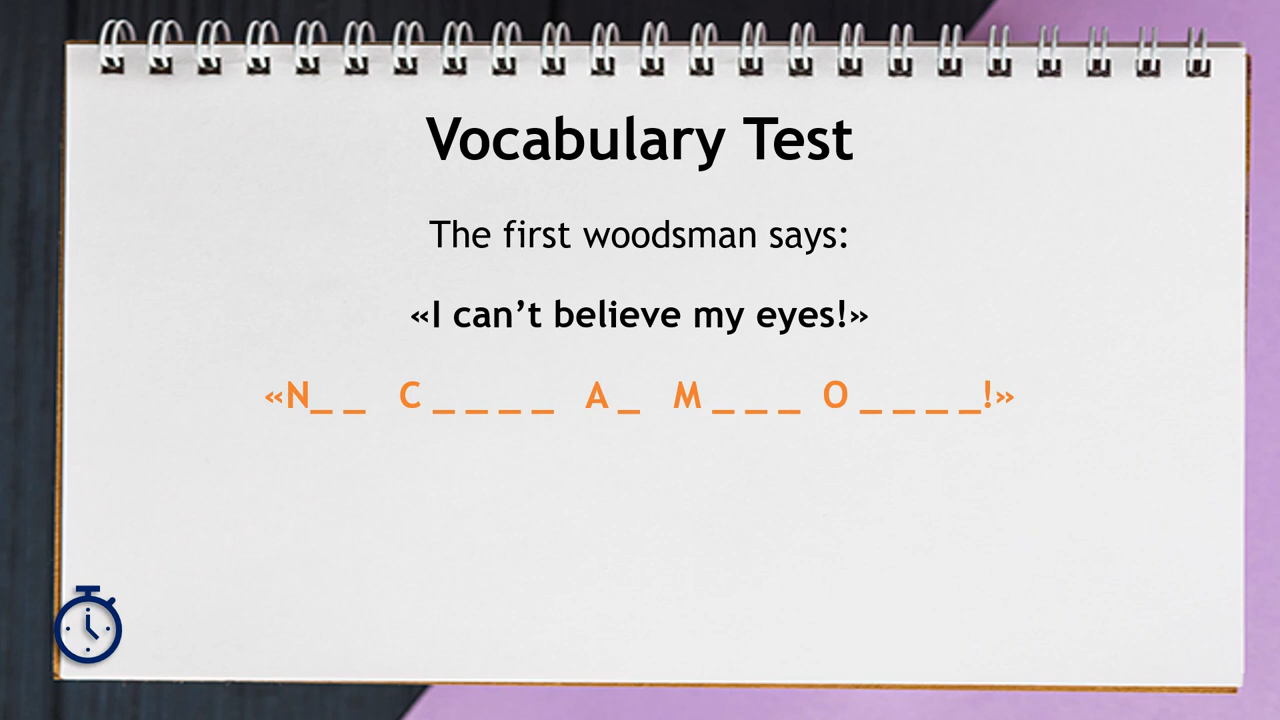 Vocabulary Test
The first woodsman says:
«I can’t believe my eyes!»
«N_ _ C _ _ _ _ A _ M _ _ _ O _ _ _ _!»